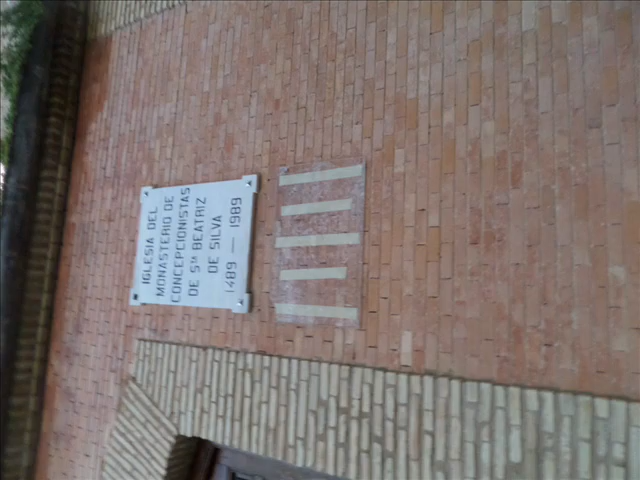 IGLESIA DEL
MONASTERIO DE
CONCEPCIONISTAS
DE Sta BEATRIZ
DE SILVA
1489 — 1989